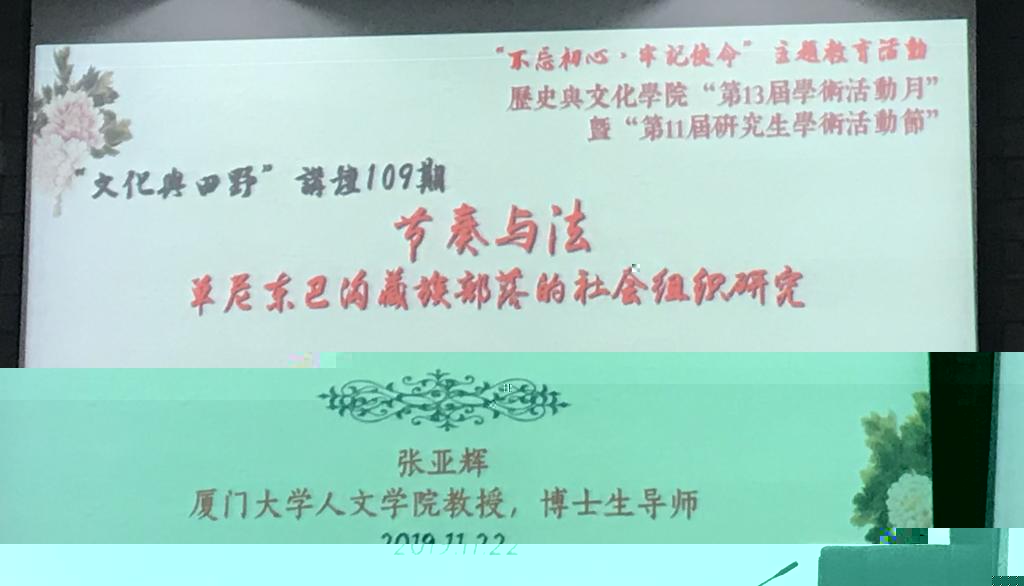 “不忘初心，牢记使命”主题教育活動
歷史與文化學院“第13屆學術活動月”
暨“第11屆研究生學術活動節”
“文化與田野”講壇109期
节奏与法
草尼东巴沟藏族部落的社会组织研究
张亚辉
厦门大学人文学院教授，博士生导师
2019.11.22